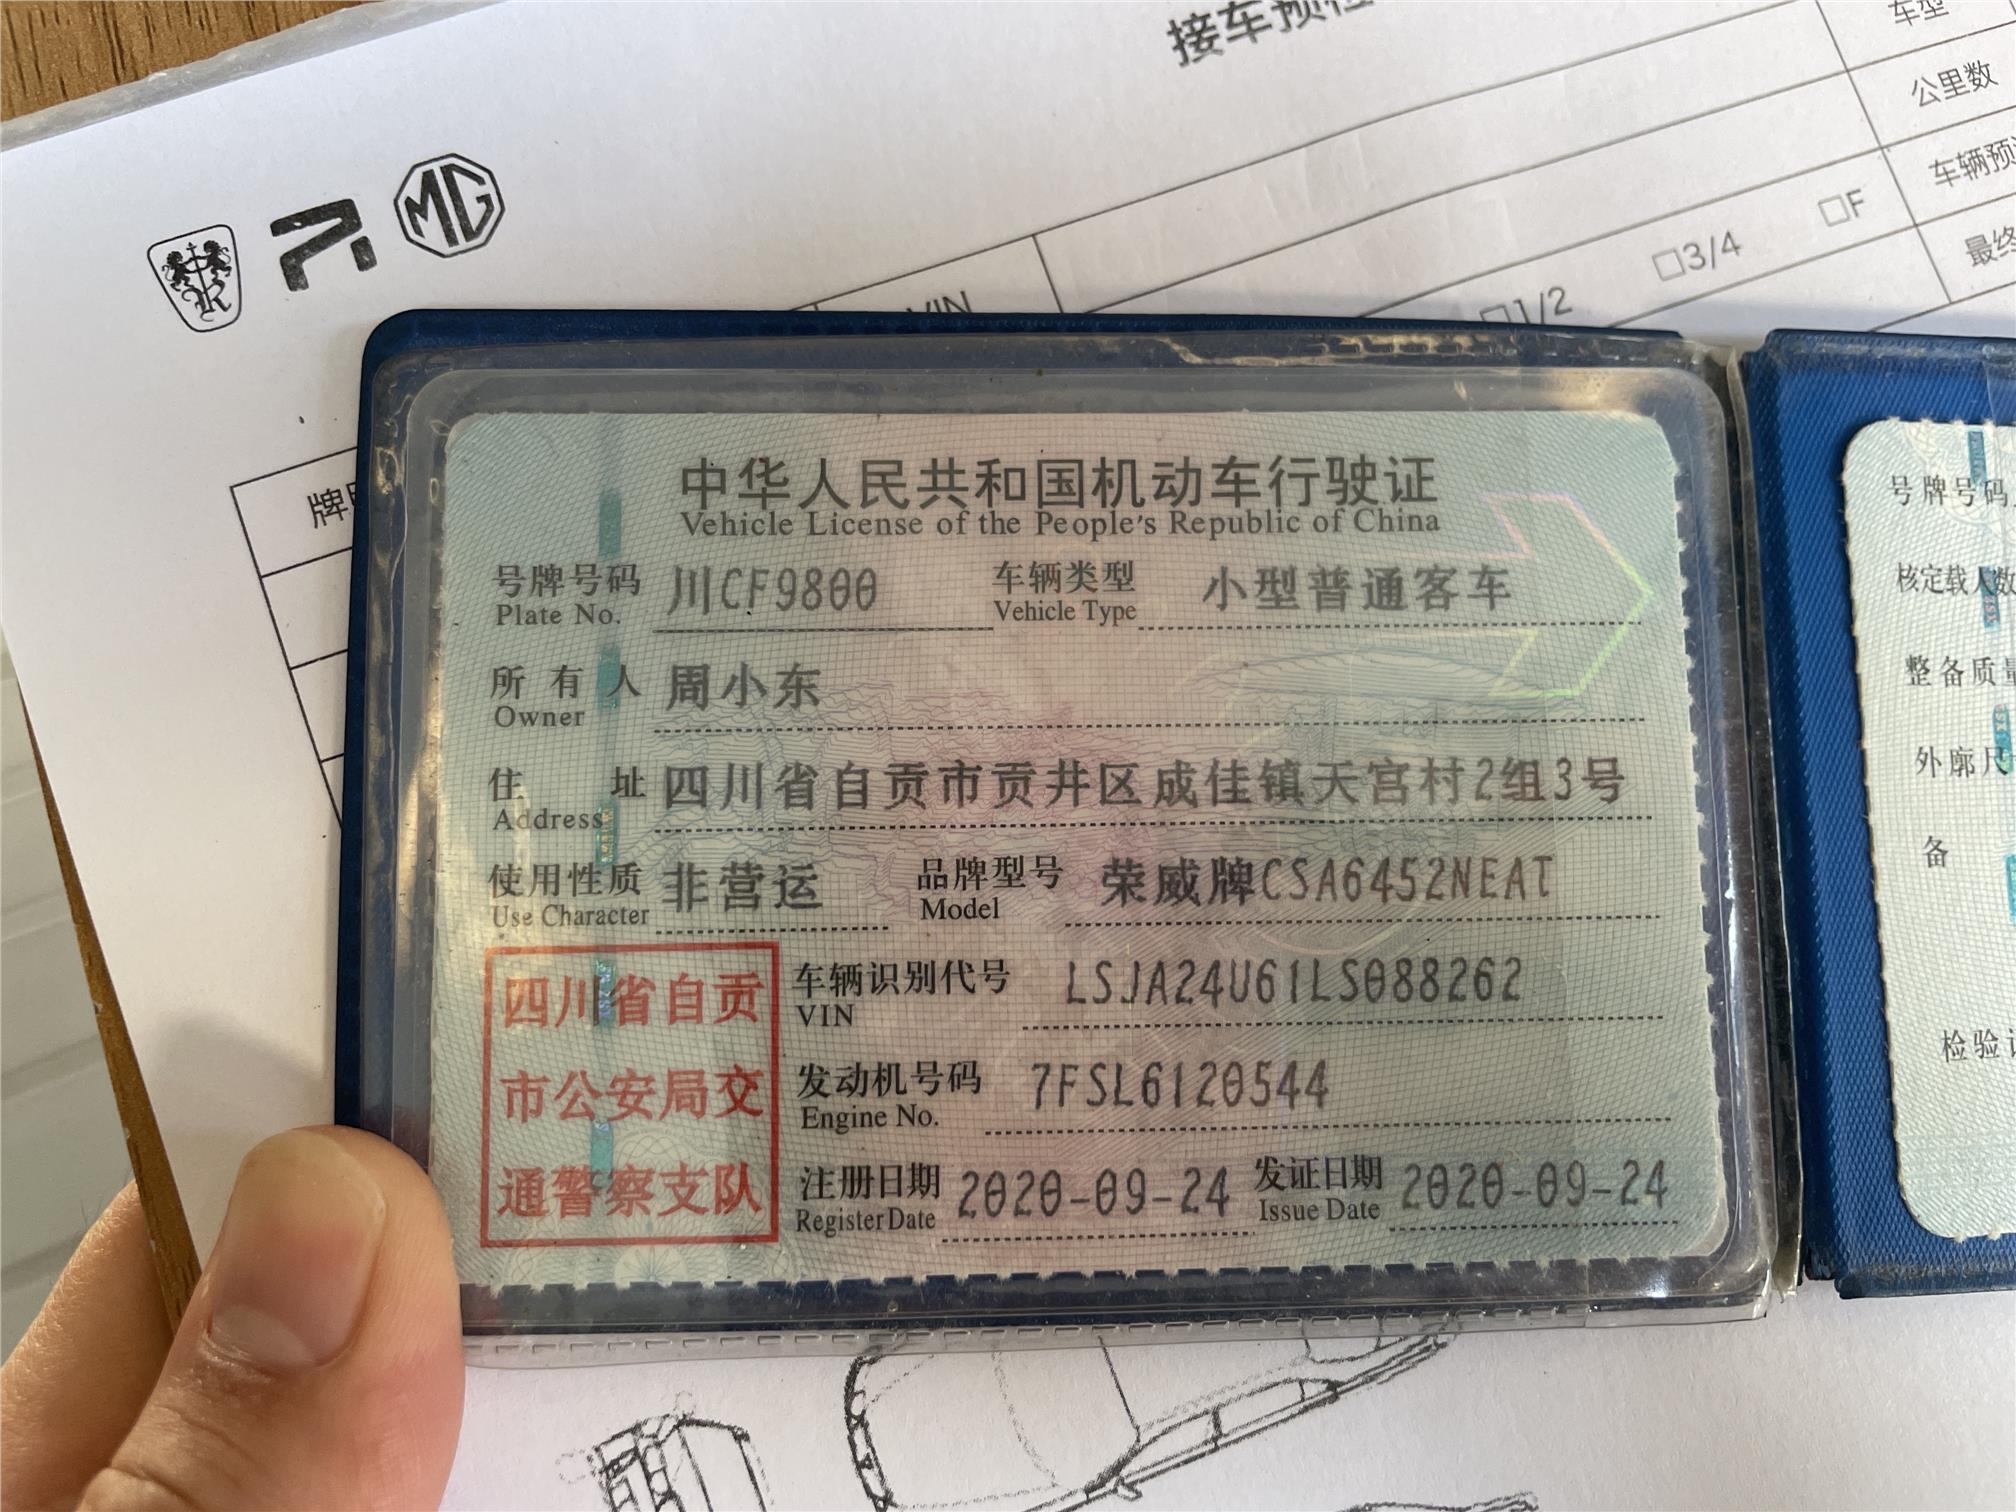 接车预检
车型
公里数
车辆预
□F
□3/4
最终
□1/2
VIN
MG
牌
中华人民共和国机动车行驶证
Vehicle License of the People's Republic of China
号牌号码 川CF9800 车辆类型 小型普通客车
Plate No. Vehicle Type
所有人 周小东
Owner
住址 四川省自贡市贡井区成佳镇天宫村2组3号
Address
使用性质 非营运 品牌型号 荣威牌CSA6452NEAT
Use Character Model
四川省自贡
市公安局交
通警察支队
车辆识别代号 LSJA24U61LS088262
VIN
发动机号码 7FSL6120544
Engine No.
注册日期 2020-09-24 发证日期 2020-09-24
Register Date Issue Date
号牌号码
核定载人数
整备质量
外廓尺
备
检验